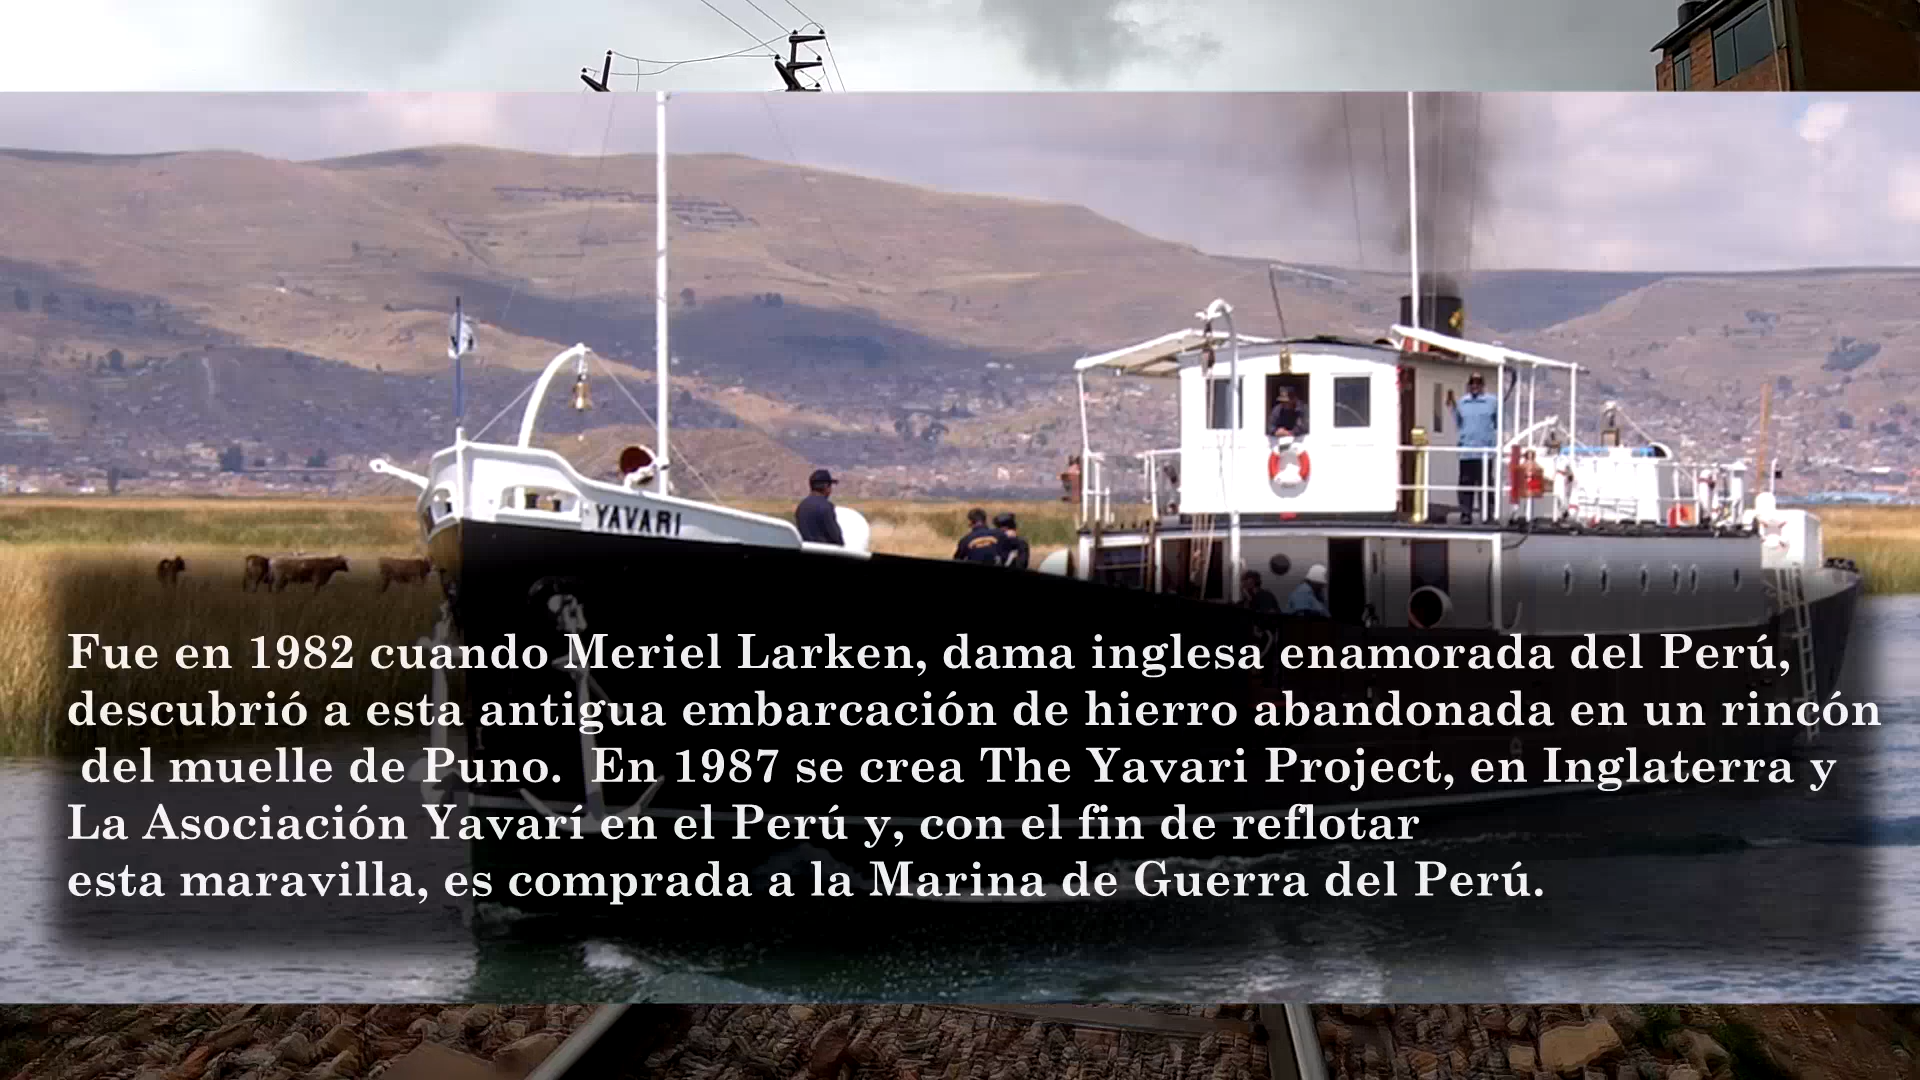 YAVARI
Fue en 1982 cuando Meriel Larken, dama inglesa enamorada del Perú,
descubrió a esta antigua embarcación de hierro abandonada en un rincón
del muelle de Puno. En 1987 se crea The Yavari Project, en Inglaterra y
La Asociación Yavarí en el Perú y, con el fin de reflotar
esta maravilla, es comprada a la Marina de Guerra del Perú.